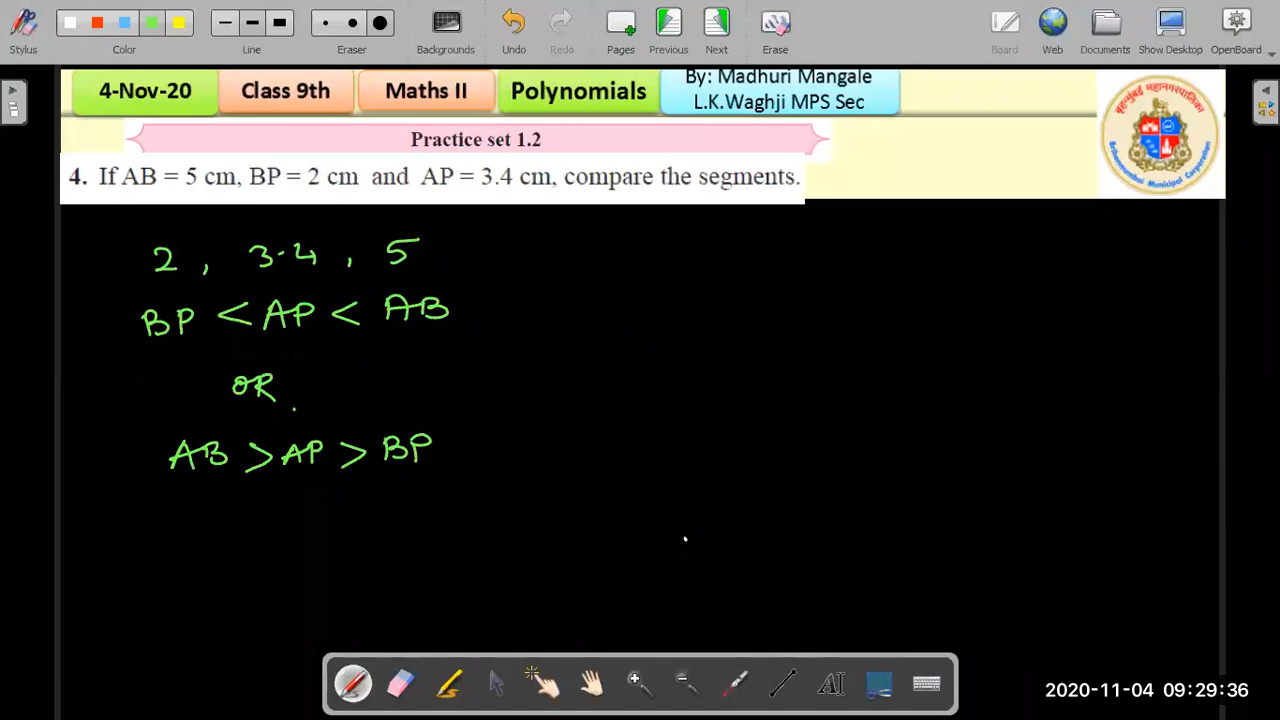 Stylus Color Line Eraser Backgrounds Undo Redo Pages Previous Next Erase Board Web Documents Show Desktop OpenBoard
4-Nov-20 Class 9th Maths II Polynomials By: Madhuri Mangale
L.K.Waghji MPS Sec
Practice set 1.2
4. If AB = 5 cm, BP = 2 cm and AP = 3.4 cm, compare the segments.
2 , 3.4 , 5
BP < AP < AB
OR
AB > AP > BP
2020-11-04 09:29:36